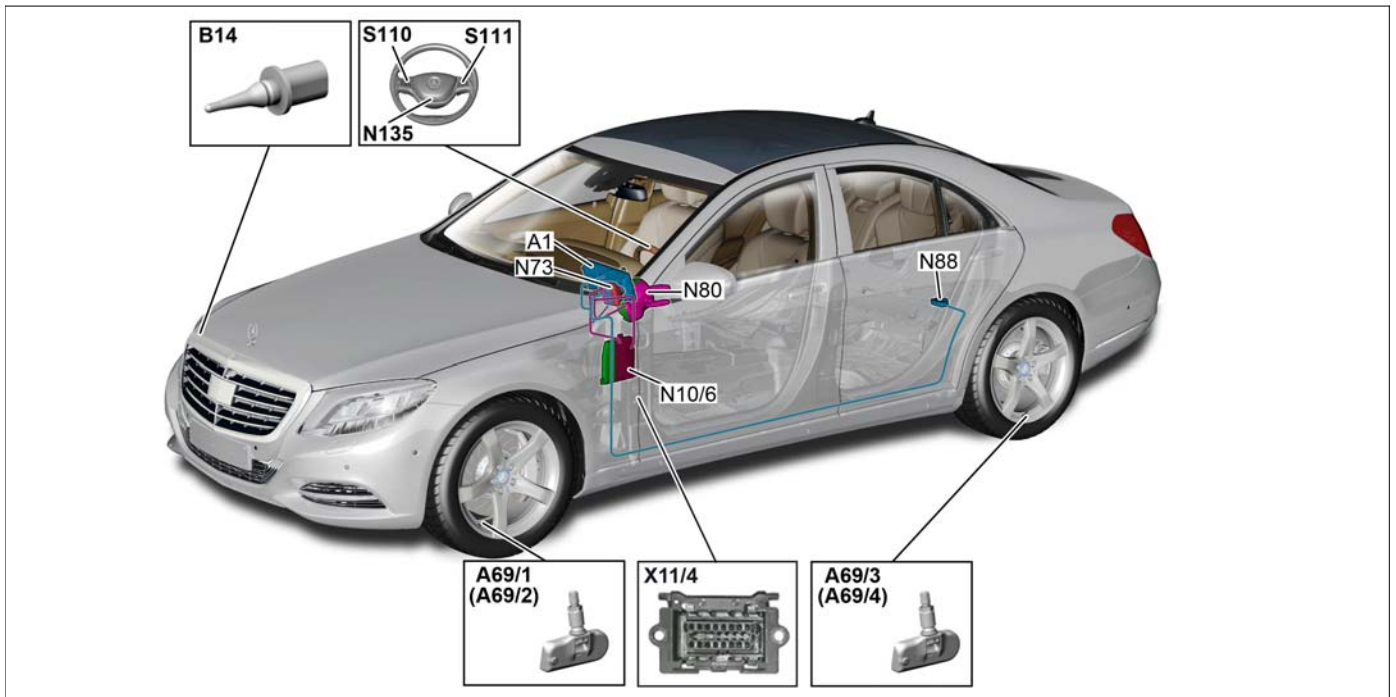 B14
S110 S111
N135
A1
N73
N80
N88
N10/6
A69/1
(A69/2)
X11/4
A69/3
(A69/4)